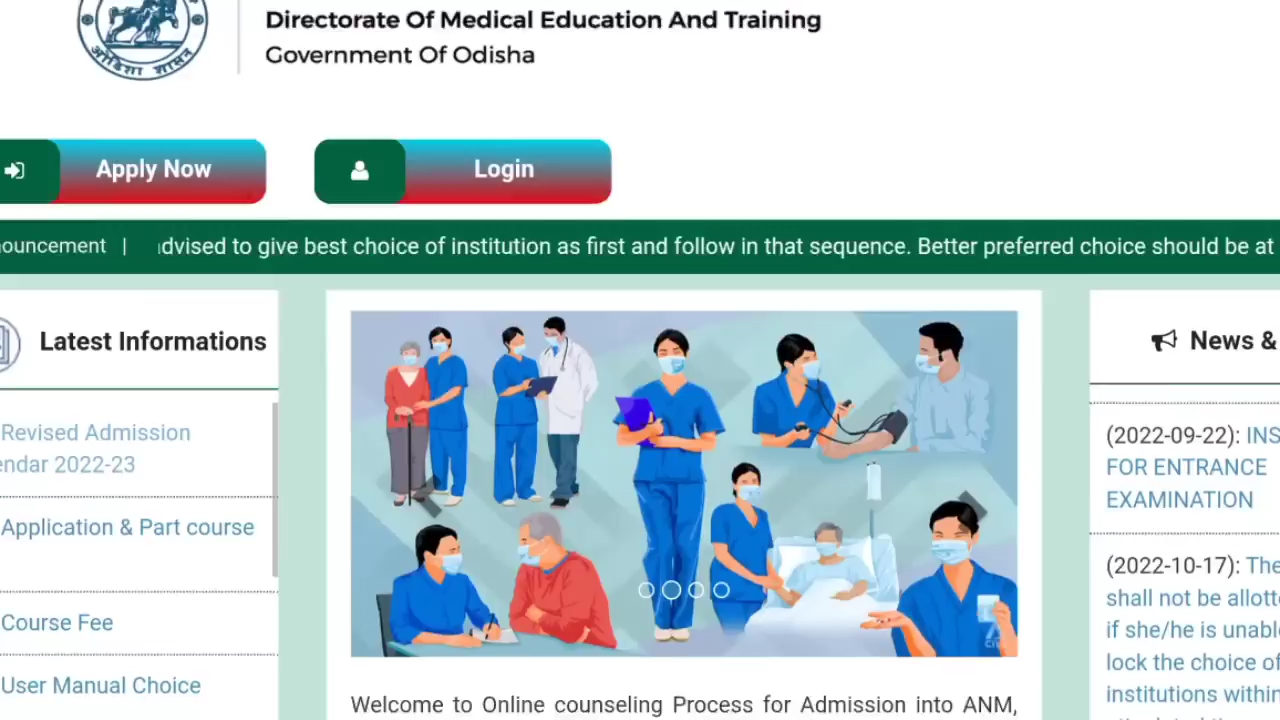 ओडिशा शासन
Directorate Of Medical Education And Training
Government Of Odisha
Apply Now
Login
ouncement | dvised to give best choice of institution as first and follow in that sequence. Better preferred choice should be at
Latest Informations
Revised Admission
endar 2022-23
Application & Part course
Course Fee
User Manual Choice
Welcome to Online counseling Process for Admission into ANM,
News &
(2022-09-22): INS
FOR ENTRANCE
EXAMINATION
(2022-10-17): The
shall not be allott
if she/he is unabl
lock the choice of
institutions within